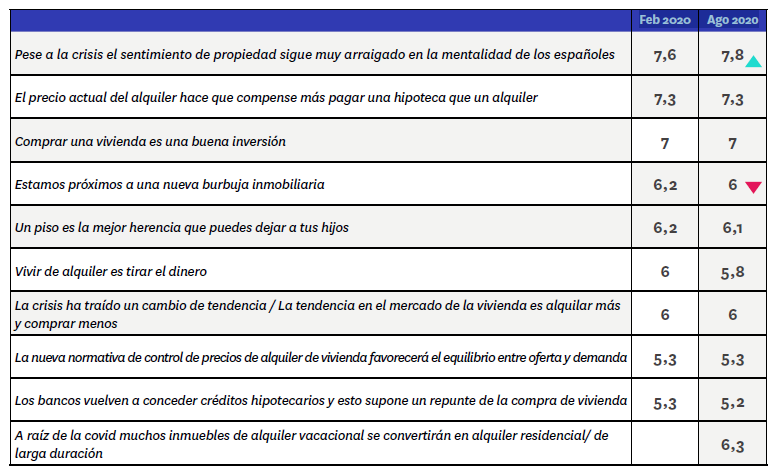 Feb 2020 Ago 2020
Pese a la crisis el sentimiento de propiedad sigue muy arraigado en la mentalidad de los españoles 7,6 7,8
El precio actual del alquiler hace que compense más pagar una hipoteca que un alquiler 7,3 7,3
Comprar una vivienda es una buena inversión 7 7
Estamos próximos a una nueva burbuja inmobiliaria 6,2 6
Un piso es la mejor herencia que puedes dejar a tus hijos 6,2 6,1
Vivir de alquiler es tirar el dinero 6 5,8
La crisis ha traído un cambio de tendencia / La tendencia en el mercado de la vivienda es alquilar más
y comprar menos 6 6
La nueva normativa de control de precios de alquiler de vivienda favorecerá el equilibrio entre oferta y demanda 5,3 5,3
Los bancos vuelven a conceder créditos hipotecarios y esto supone un repunte de la compra de vivienda 5,3 5,2
A raíz de la covid muchos inmuebles de alquiler vacacional se convertirán en alquiler residencial/ de
larga duración 6,3